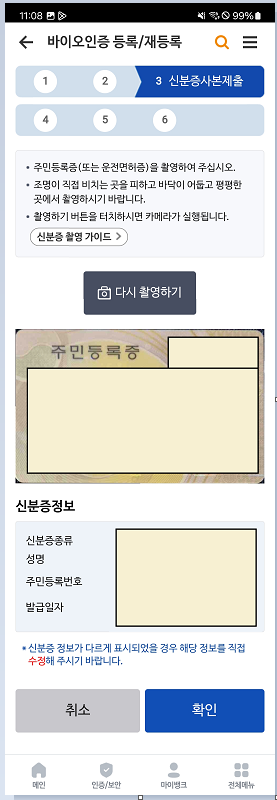 11:08 99%
바이오인증 등록/재등록
1 2 3 신분증사본제출
4 5 6
• 주민등록증(또는 운전면허증)을 촬영하여 주십시오.
• 조명이 직접 비치는 곳을 피하고 바닥이 어둡고 평평한
곳에서 촬영하시기 바랍니다.
• 촬영하기 버튼을 터치하시면 카메라가 실행됩니다.
신분증 촬영 가이드 >
다시 촬영하기
주민등록증
신분증정보
신분증종류
성명
주민등록번호
발급일자
* 신분증 정보가 다르게 표시되었을 경우 해당 정보를 직접
수정해 주시기 바랍니다.
취소 확인
메인 인증/보안 마이뱅크 전체메뉴